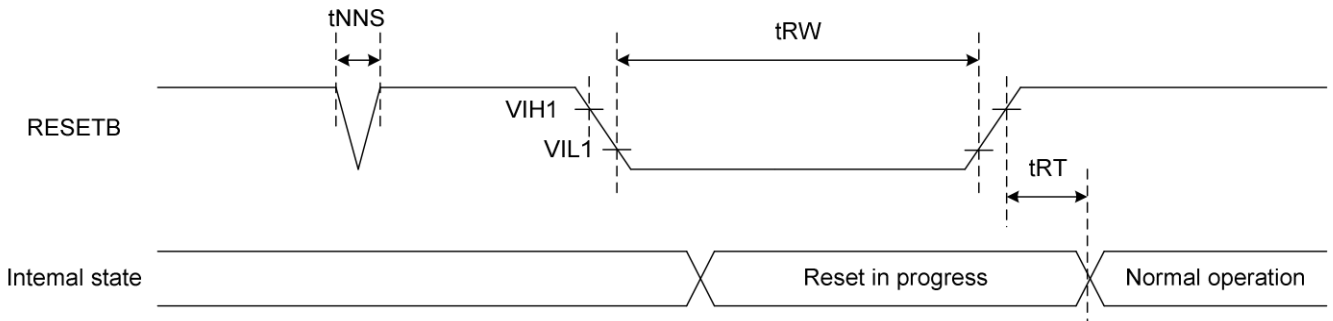 tNNS
tRW
VIH1
RESETB
VIL1
tRT
Intemal state
Reset in progress
Normal operation